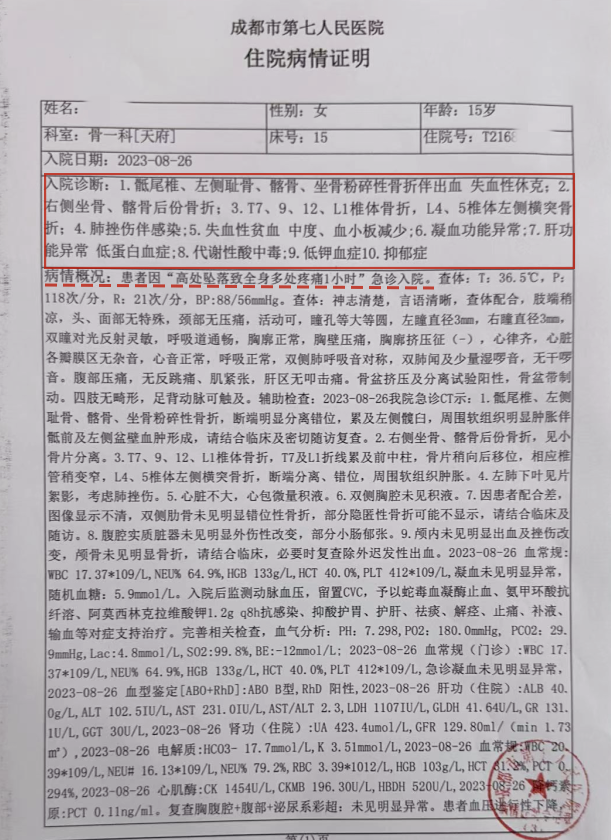 成都市第七人民医院
住院病情证明
姓名: 性别: 女 年龄: 15岁
科室: 骨一科[天府] 床号: 15 住院号: T216
入院日期: 2023-08-26
入院诊断: 1.骶尾椎、左侧耻骨、髂骨、坐骨粉碎性骨折伴出血 失血性休克; 2.
右侧坐骨、髂骨后份骨折; 3.T7、9、12、L1椎体骨折, L4、5椎体左侧横突骨
折; 4.肺挫伤伴感染; 5.失血性贫血 中度、血小板减少; 6.凝血功能异常; 7.肝功
能异常 低蛋白血症; 8.代谢性酸中毒; 9.低钾血症10.抑郁症
病情概况: 患者因“高处坠落致全身多处疼痛1小时”急诊入院。查体: T: 36.5℃, P:
118次/分, R: 21次/分, BP:88/56mmHg。查体: 神志清楚, 言语清晰, 查体配合, 肢端稍
凉, 头、面部无特殊, 颈部无压痛, 活动可, 瞳孔等大等圆, 左瞳直径3mm, 右瞳直径3mm,
双瞳对光反射灵敏, 呼吸道通畅, 胸廓正常, 胸壁压痛, 胸廓挤压征(-), 心律齐, 心脏
各瓣膜区无杂音, 心音正常, 呼吸正常, 双侧肺呼吸音对称, 双肺闻及少量湿啰音, 无干啰
音。腹部压痛, 无反跳痛、肌紧张, 肝区无叩击痛。骨盆挤压及分离试验阳性, 骨盆带制
动。四肢无畸形, 足背动脉可触及。辅助检查: 2023-08-26我院急诊CT示: 1.骶尾椎、左侧
耻骨、髂骨、坐骨粉碎性骨折, 断端明显分离错位, 累及左侧髋臼, 周围软组织明显肿胀伴
骶前及左侧盆壁血肿形成, 请结合临床及密切随访复查。2.右侧坐骨、髂骨后份骨折, 见小
骨片分离。3.T7、9、12、L1椎体骨折, T7及L1折线累及前中柱, 骨片稍向后移位, 相应椎
管稍变窄, L4、5椎体左侧横突骨折, 断端分离、错位, 周围软组织肿胀。4.左肺下叶见片
絮影, 考虑肺挫伤。5.心脏不大, 心包微量积液。6.双侧胸腔未见积液。7.因患者配合差,
图像显示不清, 双侧肋骨未见明显错位性骨折, 部分隐匿性骨折可能不显示, 请结合临床及
随访。8.腹腔实质脏器未见明显外伤性改变, 部分小肠郁张。9.颅内未见明显出血及挫伤改
变, 颅骨未见明显骨折, 请结合临床, 必要时复查除外迟发性出血。2023-08-26 血常规:
WBC 17.37*109/L,NEU% 64.9%,HGB 133g/L,HCT 40.0%,PLT 412*109/L,凝血未见明显异常,
随机血糖: 5.9mmol/L。入院后监测动脉血压, 留置CVC, 予以蛇毒血凝酶止血、氨甲环酸抗
纤溶、阿莫西林克拉维酸钾1.2g q8h抗感染、抑酸护胃、护肝、祛痰、解痉、止痛、补液、
输血等对症支持治疗。完善相关检查, 血气分析: PH: 7.298,PO2: 180.0mmHg, PCO2: 29.
9mmHg,Lac:4.8mmol/L,SO2:99.8%,BE:-12mmol/L; 2023-08-26 血常规(门诊):WBC 17.
37*109/L,NEU% 64.9%,HGB 133g/L,HCT 40.0%,PLT 412*109/L,急诊凝血未见明显异常,
2023-08-26 血型鉴定[ABO+RhD]:ABO B型,RhD 阳性,2023-08-26 肝功(住院):ALB 40.
0g/L,ALT 102.5IU/L,AST 231.0IU/L,AST/ALT 2.3,LDH 1107IU/L,GLDH 41.64U/L,GR 131.
1U/L,GGT 30U/L,2023-08-26 肾功(住院):UA 423.4umol/L,GFR 129.80ml/(min 1.73
㎡),2023-08-26 电解质:HCO3- 17.7mmol/L,K 3.51mmol/L,2023-08-26 血常规:WBC 20.
39*109/L,NEU# 16.13*109/L,NEU% 79.2%,RBC 3.39*1012/L,HGB 103g/L,HCT 31.2%,PCT 0.
294%,2023-08-26 心肌酶:CK 1454U/L,CKMB 196.30U/L,HBDH 520U/L,2023-08-26 降钙素
原:PCT 0.11ng/ml。复查胸腹腔+腹部+泌尿系彩超: 未见明显异常。患者血压进行性下降,